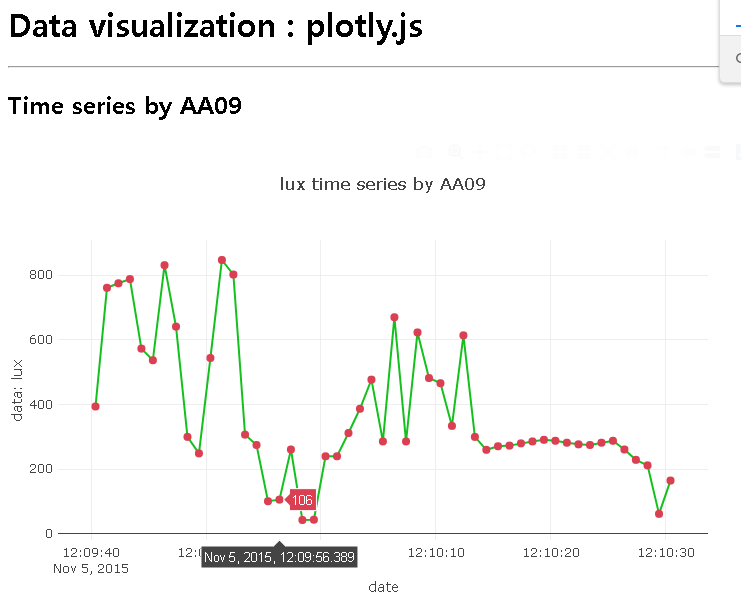 Data visualization : plotly.js
Time series by AA09
lux time series by AA09
800
600
400
200
0
data: lux
106
12:09:40
Nov 5, 2015
Nov 5, 2015, 12:09:56.389
12:10:10
12:10:20
12:10:30
date